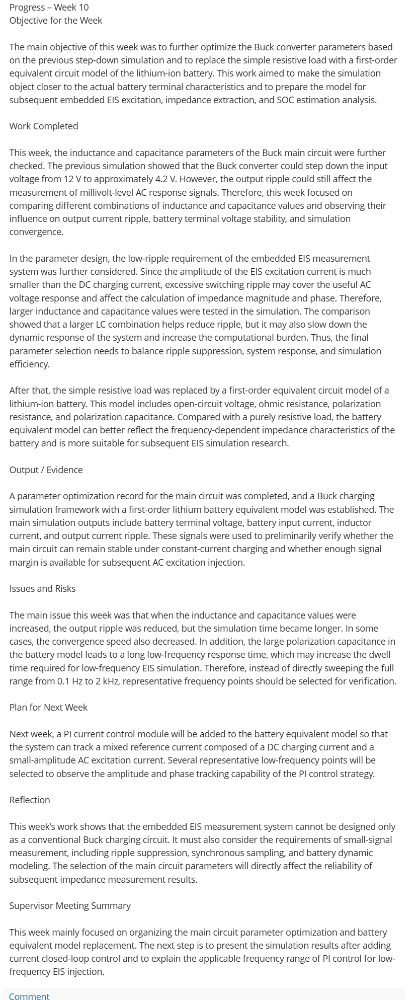 Progress – Week 10
Objective for the Week
The main objective of this week was to further optimize the Buck converter parameters based
on the previous step-down simulation and to replace the simple resistive load with a first-order
equivalent circuit model of the lithium-ion battery. This work aimed to make the simulation
object closer to the actual battery terminal characteristics and to prepare the model for
subsequent embedded EIS excitation, impedance extraction, and SOC estimation analysis.
Work Completed
This week, the inductance and capacitance parameters of the Buck main circuit were further
checked. The previous simulation showed that the Buck converter could step down the input
voltage from 12 V to approximately 4.2 V. However, the output ripple could still affect the
measurement of millivolt-level AC response signals. Therefore, this week focused on
comparing different combinations of inductance and capacitance values and observing their
influence on output current ripple, battery terminal voltage stability, and simulation
convergence.
In the parameter design, the low-ripple requirement of the embedded EIS measurement
system was further considered. Since the amplitude of the EIS excitation current is much
smaller than the DC charging current, excessive switching ripple may cover the useful AC
voltage response and affect the calculation of impedance magnitude and phase. Therefore,
larger inductance and capacitance values were tested in the simulation. The comparison
showed that a larger LC combination helps reduce ripple, but it may also slow down the
dynamic response of the system and increase the computational burden. Thus, the final
parameter selection needs to balance ripple suppression, system response, and simulation
efficiency.
After that, the simple resistive load was replaced by a first-order equivalent circuit model of a
lithium-ion battery. This model includes open-circuit voltage, ohmic resistance, polarization
resistance, and polarization capacitance. Compared with a purely resistive load, the battery
equivalent model can better reflect the frequency-dependent impedance characteristics of the
battery and is more suitable for subsequent EIS simulation research.
Output / Evidence
A parameter optimization record for the main circuit was completed, and a Buck charging
simulation framework with a first-order lithium battery equivalent model was established. The
main simulation outputs include battery terminal voltage, battery input current, inductor
current, and output current ripple. These signals were used to preliminarily verify whether the
main circuit can remain stable under constant-current charging and whether enough signal
margin is available for subsequent AC excitation injection.
Issues and Risks
The main issue this week was that when the inductance and capacitance values were
increased, the output ripple was reduced, but the simulation time became longer. In some
cases, the convergence speed also decreased. In addition, the large polarization capacitance in
the battery model leads to a long low-frequency response time, which may increase the dwell
time required for low-frequency EIS simulation. Therefore, instead of directly sweeping the full
range from 0.1 Hz to 2 kHz, representative frequency points should be selected for verification.
Plan for Next Week
Next week, a PI current control module will be added to the battery equivalent model so that
the system can track a mixed reference current composed of a DC charging current and a
small-amplitude AC excitation current. Several representative low-frequency points will be
selected to observe the amplitude and phase tracking capability of the PI control strategy.
Reflection
This week’s work shows that the embedded EIS measurement system cannot be designed only
as a conventional Buck charging circuit. It must also consider the requirements of small-signal
measurement, including ripple suppression, synchronous sampling, and battery dynamic
modeling. The selection of the main circuit parameters will directly affect the reliability of
subsequent impedance measurement results.
Supervisor Meeting Summary
This week mainly focused on organizing the main circuit parameter optimization and battery
equivalent model replacement. The next step is to present the simulation results after adding
current closed-loop control and to explain the applicable frequency range of PI control for low-
frequency EIS injection.
Comment